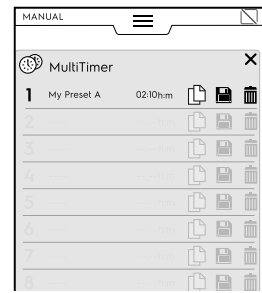 MANUAL
MultiTimer
1 My Preset A 02:10h:m
2 ---- --:--h:m
3 ---- --:--h:m
4 ---- --:--h:m
5 ---- --:--h:m
6 ---- --:--h:m
7 ---- --:--h:m
8 ---- --:--h:m